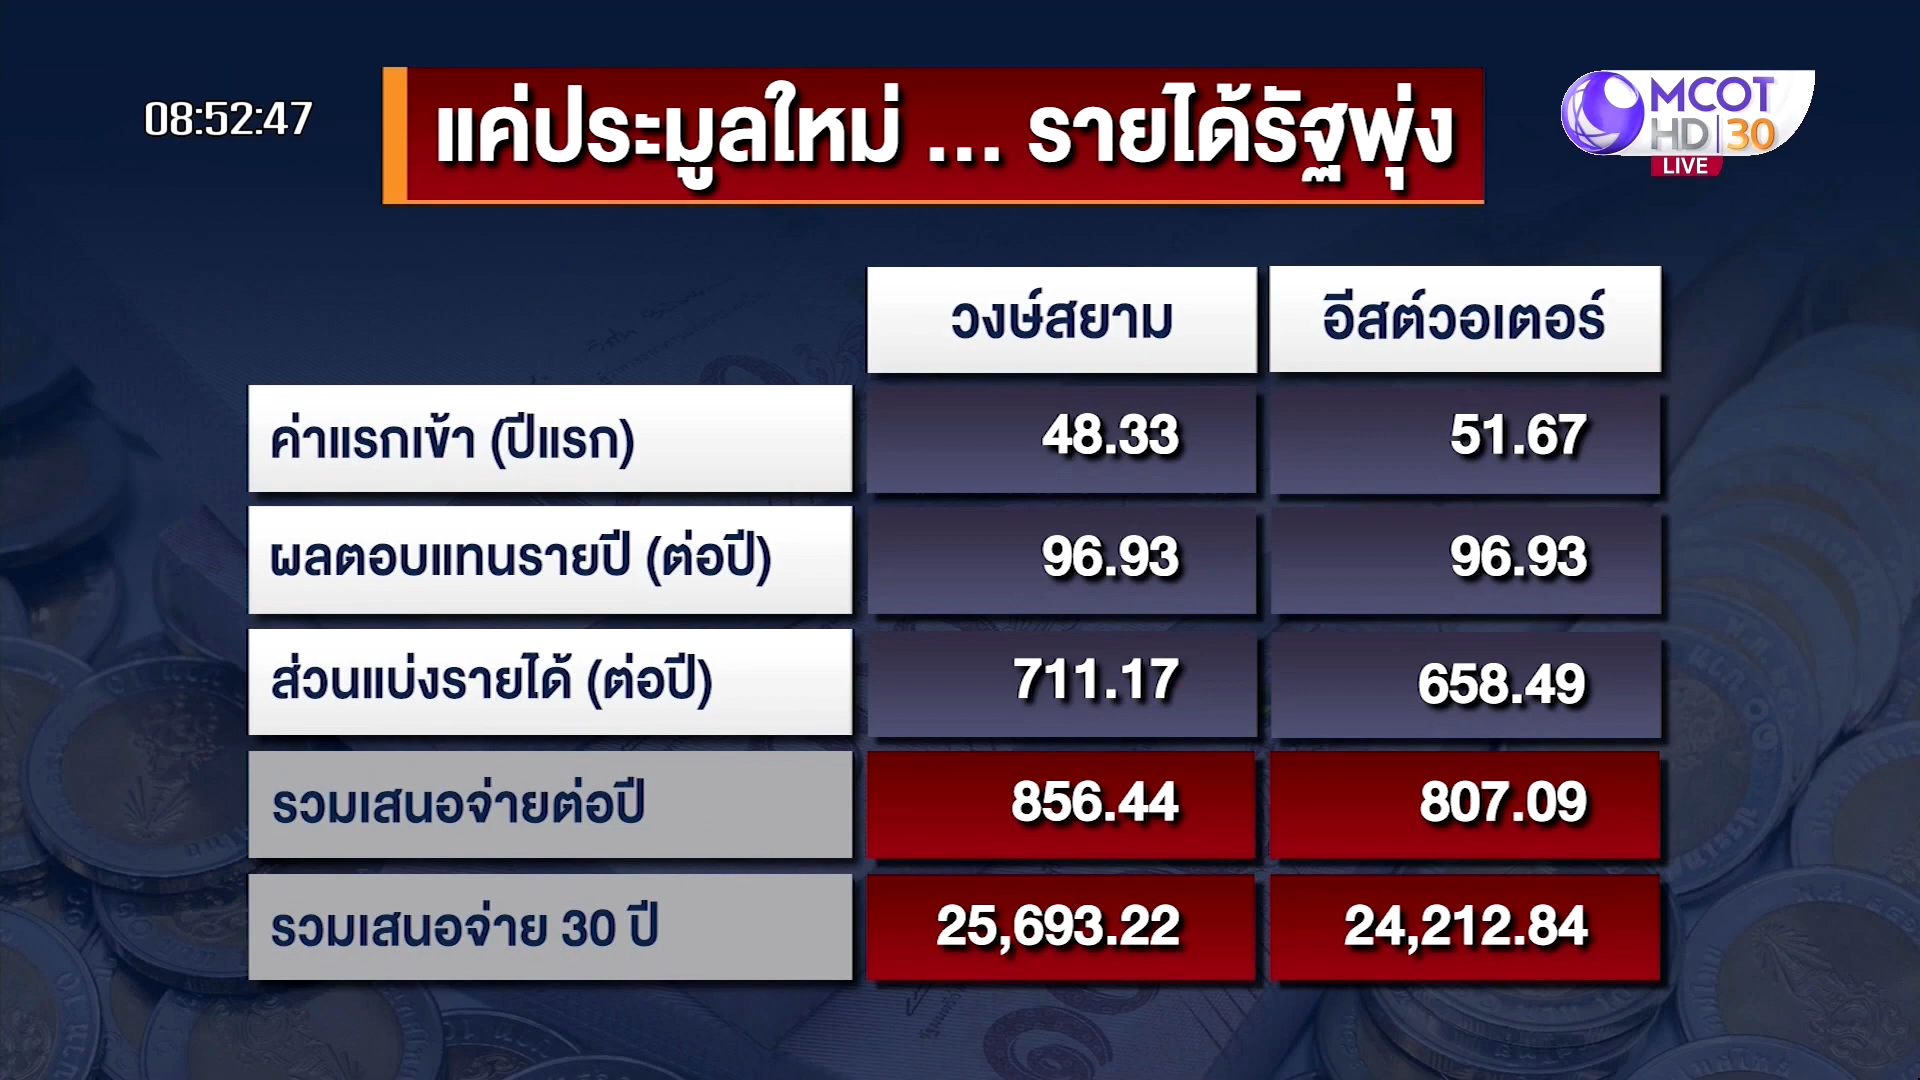 08:52:47
แค่ประมูลใหม่ ... รายได้รัฐพุ่ง
MCOT
HD 30
LIVE
วงษ์สยาม อีสต์วอเตอร์
ค่าแรกเข้า (ปีแรก) 48.33 51.67
ผลตอบแทนรายปี (ต่อปี) 96.93 96.93
ส่วนแบ่งรายได้ (ต่อปี) 711.17 658.49
รวมเสนอจ่ายต่อปี 856.44 807.09
รวมเสนอจ่าย 30 ปี 25,693.22 24,212.84